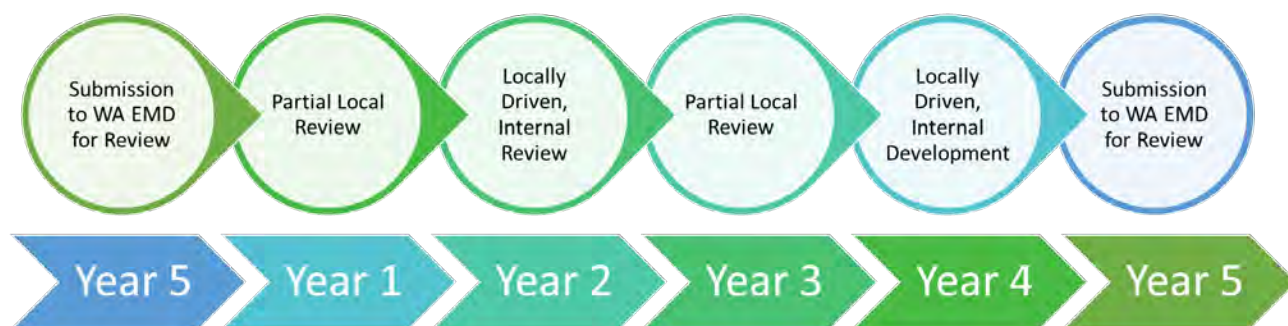 Submission
to WA EMD
for Review
Partial Local
Review
Locally
Driven,
Internal
Review
Partial Local
Review
Locally
Driven,
Internal
Development
Submission
to WA EMD
for Review
Year 5
Year 1
Year 2
Year 3
Year 4
Year 5